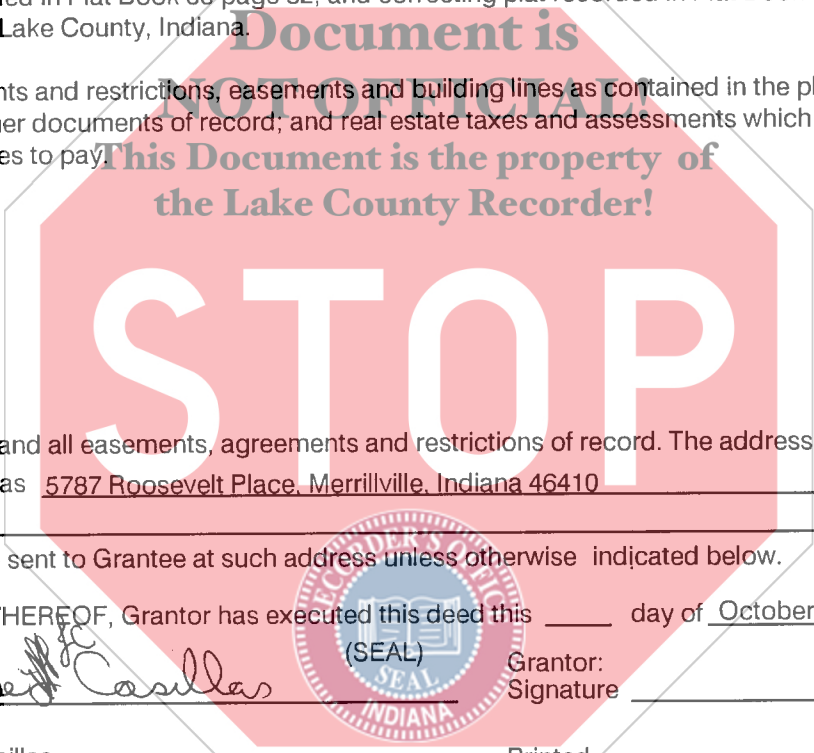 Lake County, Indiana.
Document is
nts and restrictions, easements and building lines as contained in the pl
NOT OFFICIAL!
er documents of record; and real estate taxes and assessments which
es to pay.
This Document is the property of
the Lake County Recorder!
STOP
and all easements, agreements and restrictions of record. The address
as 5787 Roosevelt Place, Merrillville, Indiana 46410
sent to Grantee at such address unless otherwise indicated below.
THEREOF, Grantor has executed this deed this ____ day of October
(SEAL)
Grantor:
Casillas
Signature
RECORDER'S OFFICE
SEAL
INDIANA